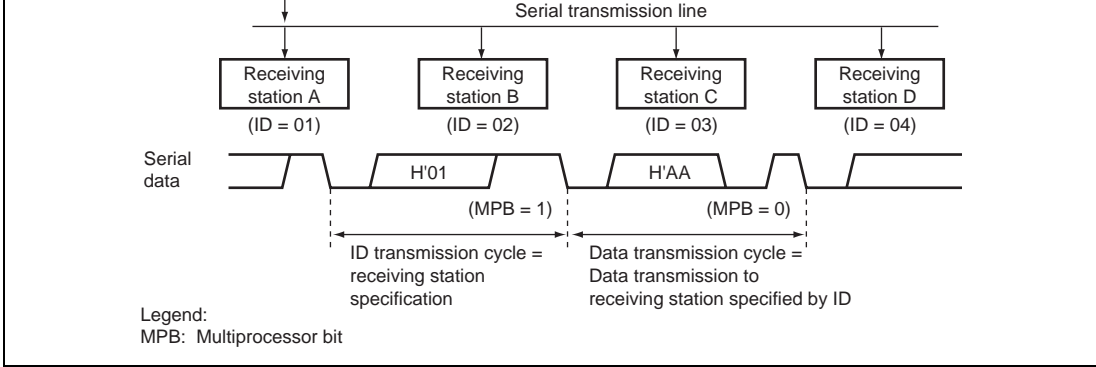 Serial transmission line
Receiving station A
Receiving station B
Receiving station C
Receiving station D
(ID = 01)
(ID = 02)
(ID = 03)
(ID = 04)
Serial data
H'01
H'AA
(MPB = 1)
(MPB = 0)
ID transmission cycle =
receiving station
specification
Data transmission cycle =
Data transmission to
receiving station specified by ID
Legend:
MPB: Multiprocessor bit